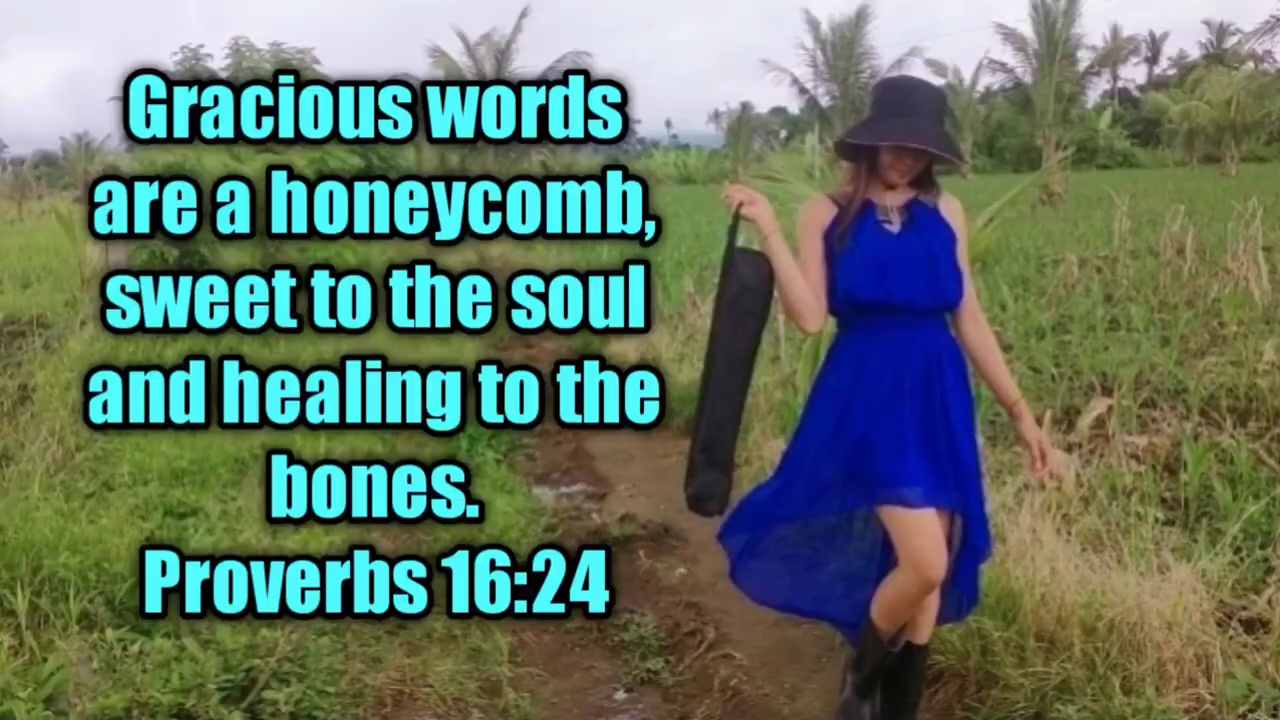 Gracious words
are a honeycomb,
sweet to the soul
and healing to the
bones.
Proverbs 16:24